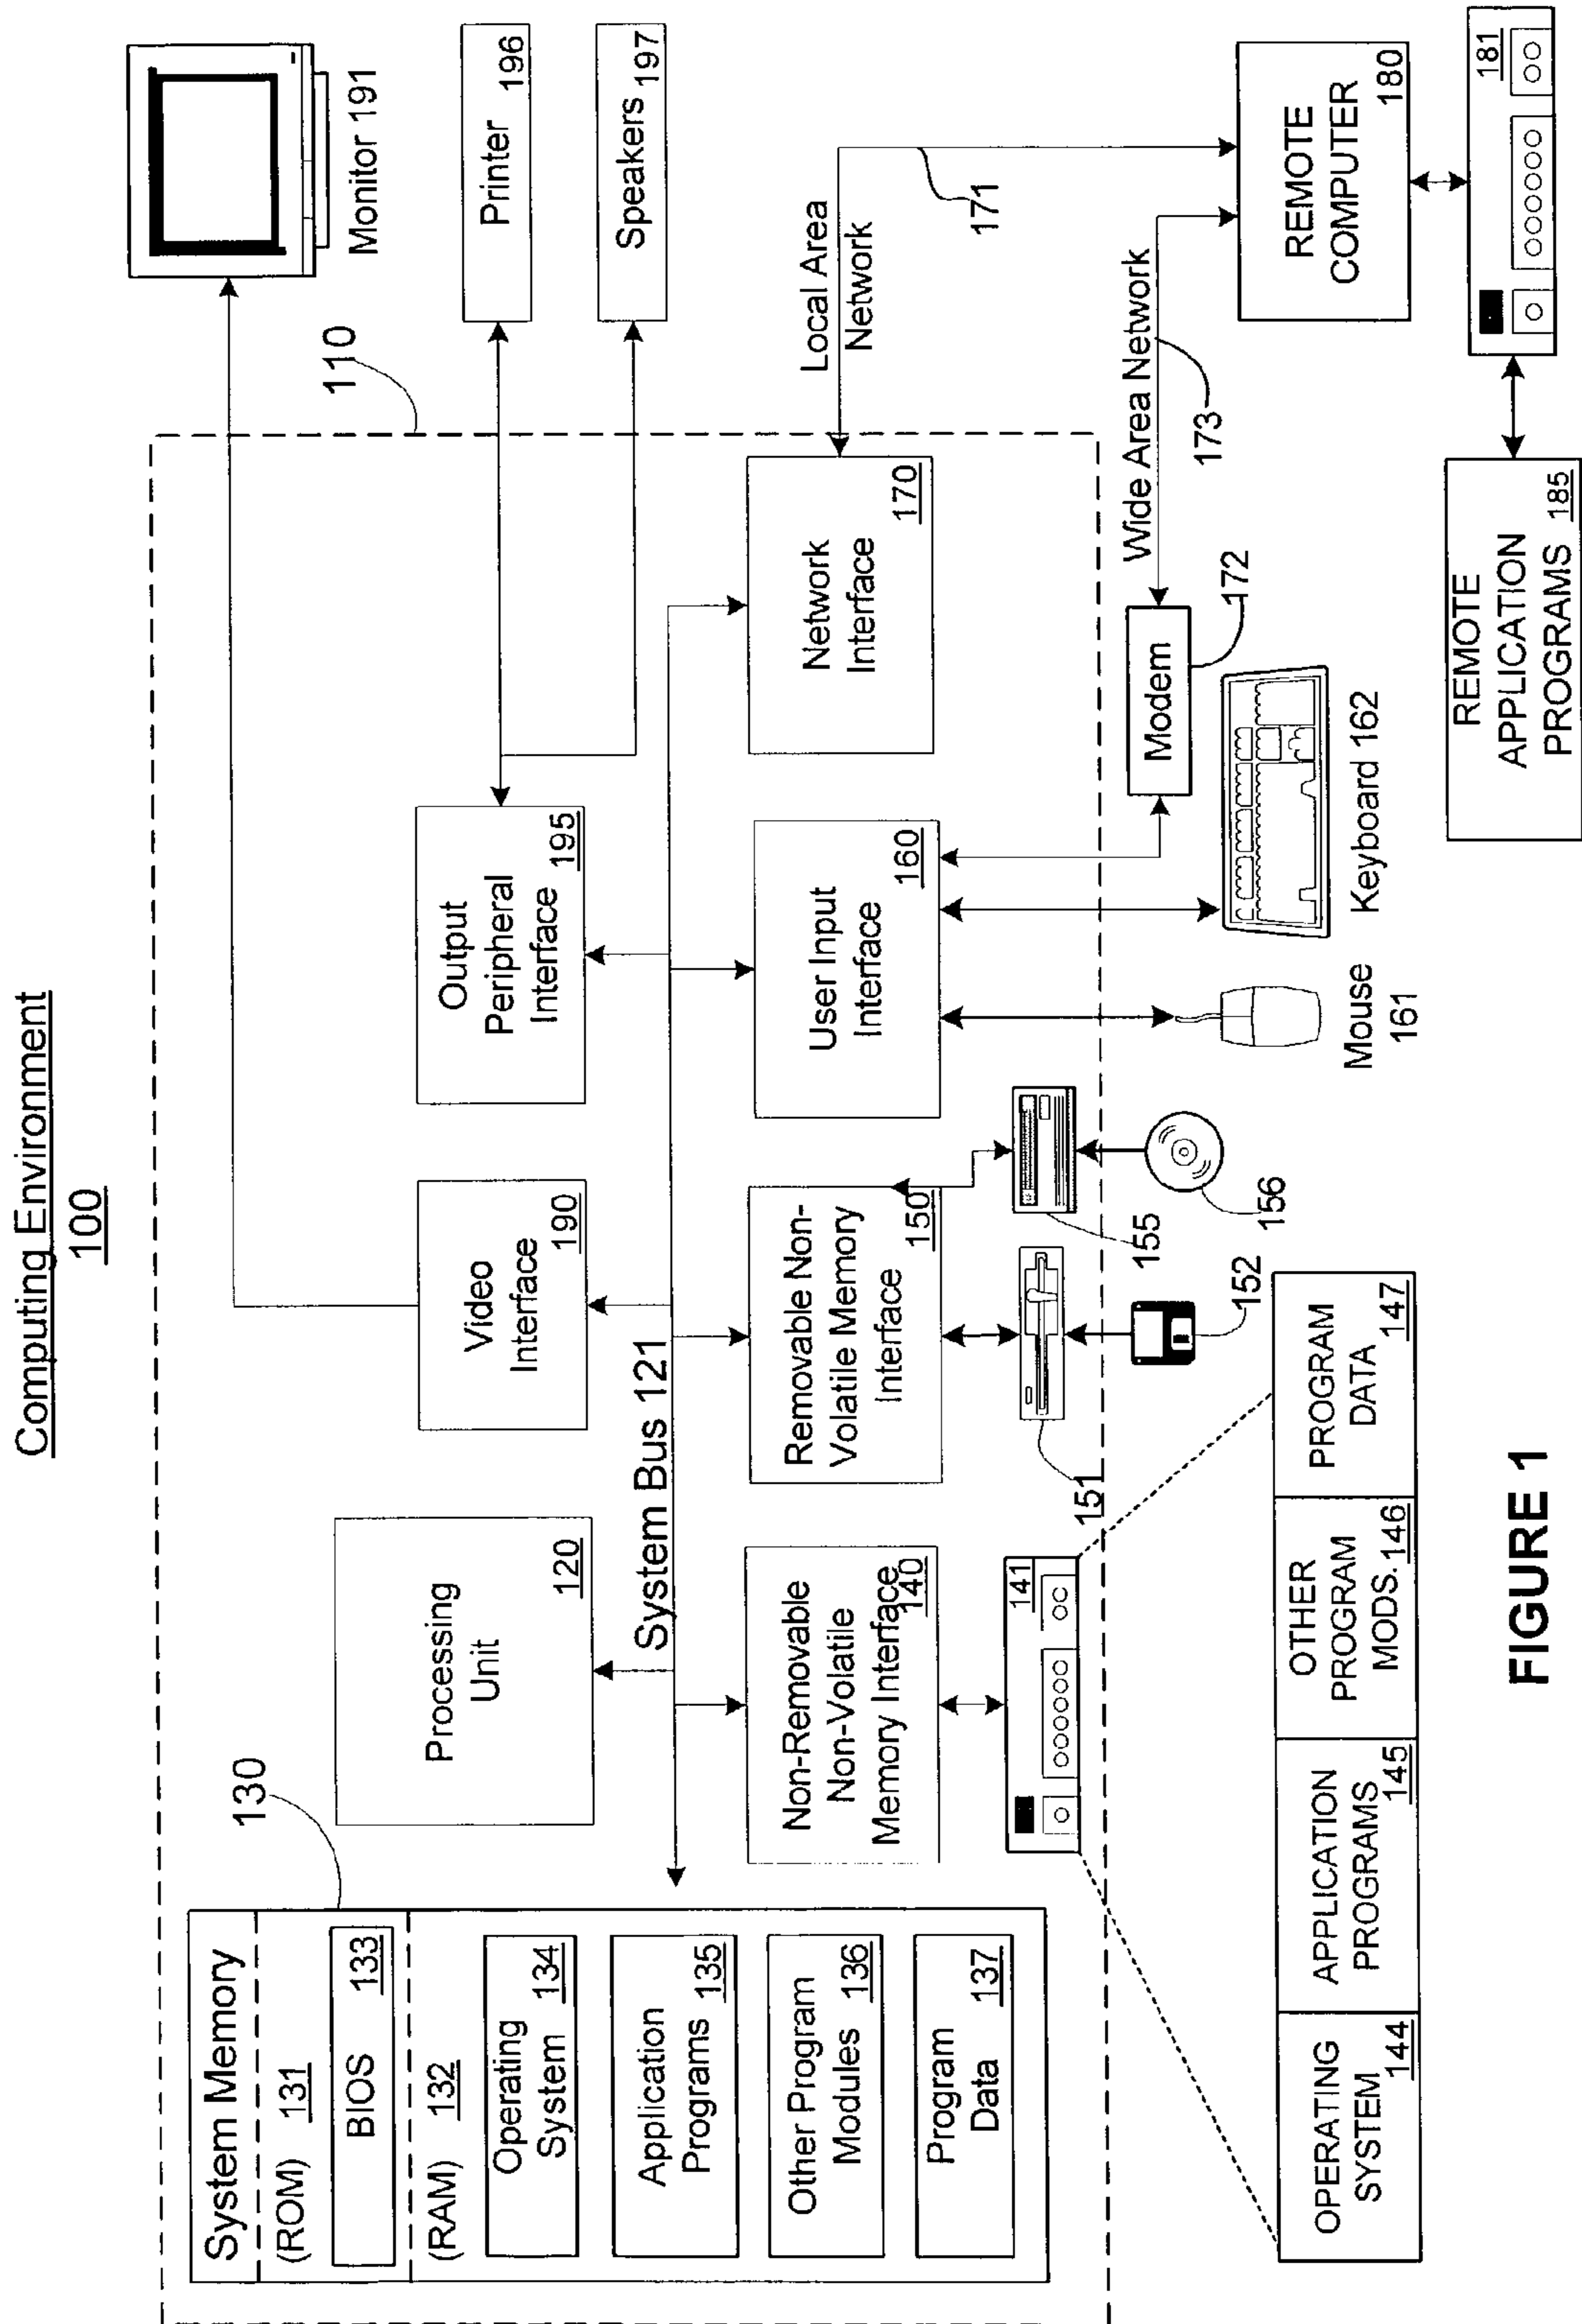 Computing Environment
100
System Memory
(ROM) 131
BIOS 133
(RAM) 132
Operating
System 134
Application
Programs 135
Other Program
Modules 136
Program
Data 137
130
Processing
Unit
120
Video
Interface
190
Output
Peripheral
Interface 195
110
Monitor 191
Printer
196
Speakers 197
System Bus 121
Non-Removable
Non-Volatile
Memory Interface
140
Removable Non-
Volatile Memory
Interface
150
User Input
Interface
160
Network
Interface
170
Local Area
Network
171
Wide Area Network
173
Modem
172
141
151
152
155
156
Mouse
161
Keyboard 162
REMOTE
COMPUTER
180
181
REMOTE
APPLICATION
PROGRAMS 185
OPERATING
SYSTEM 144
APPLICATION
PROGRAMS 145
OTHER
PROGRAM
MODS. 146
PROGRAM
DATA 147
FIGURE 1